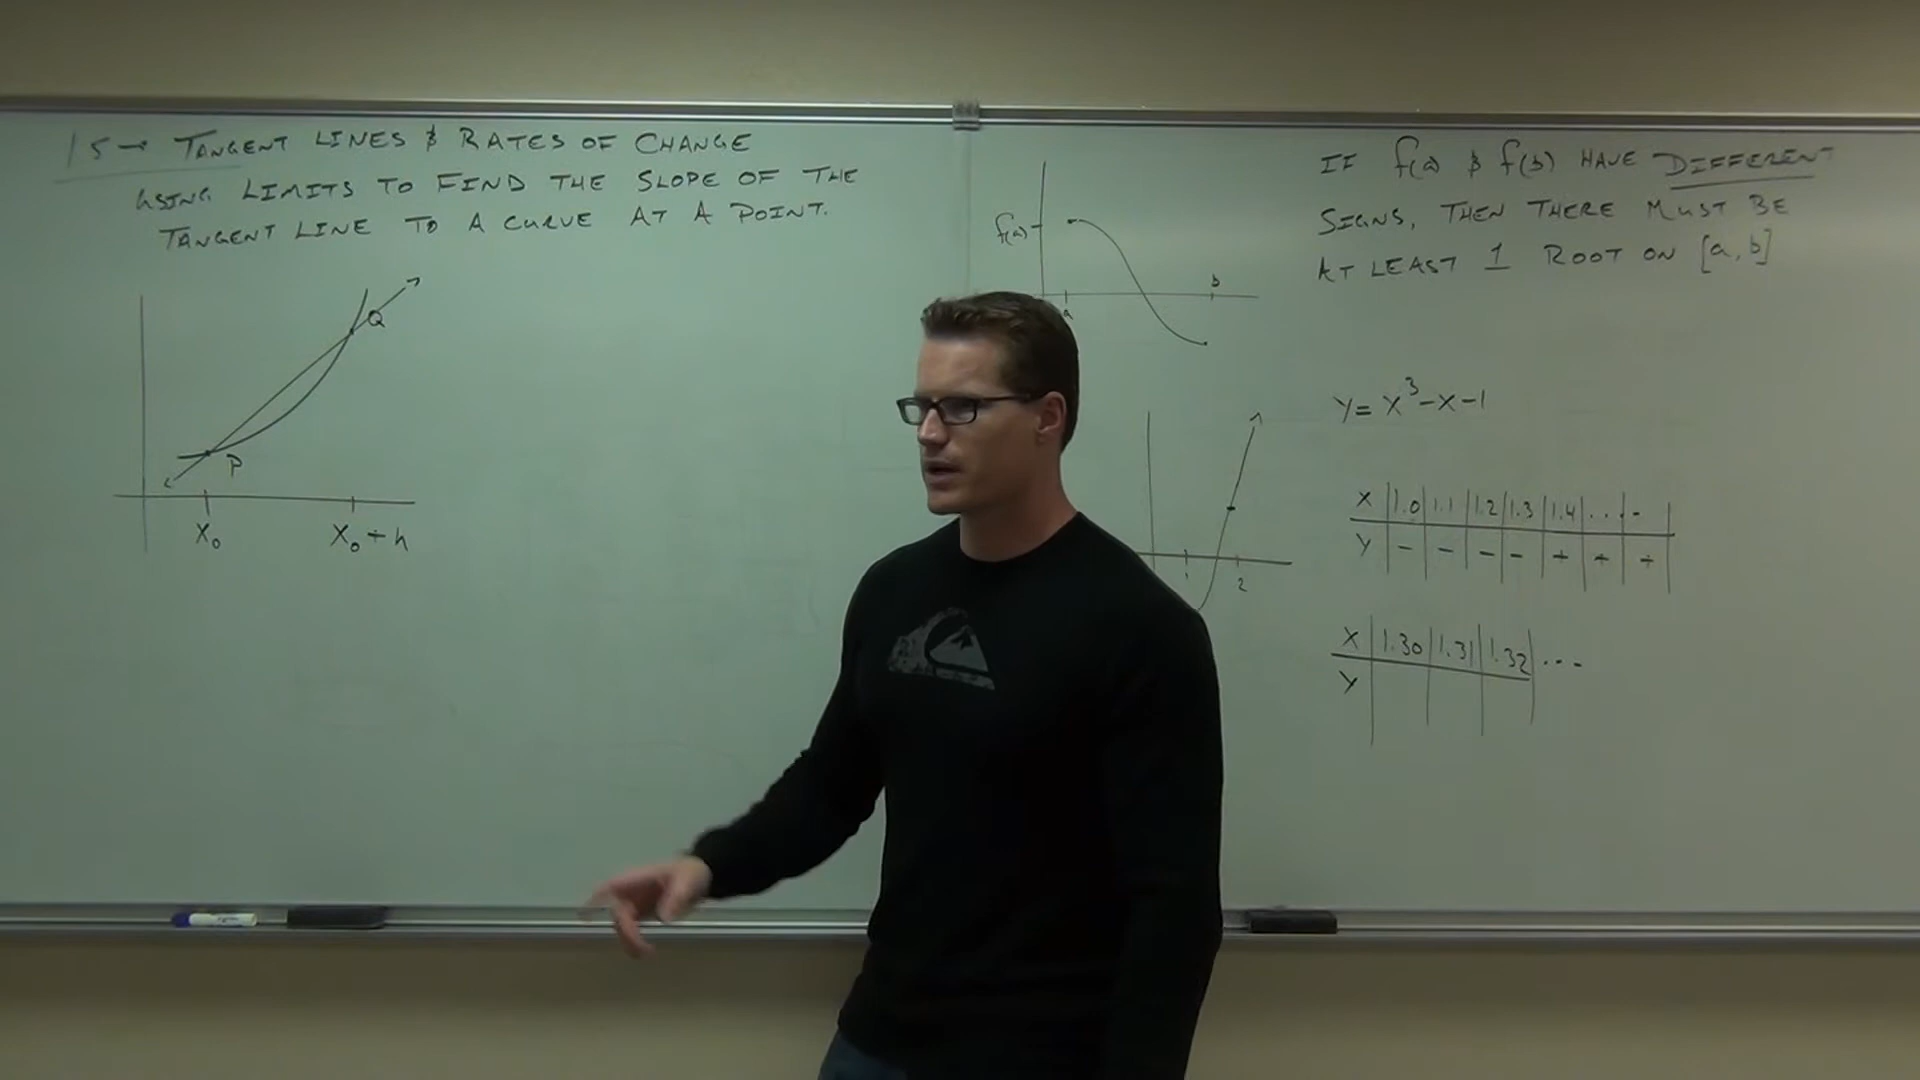 1.5 → TANGENT LINES & RATES OF CHANGE
USING LIMITS TO FIND THE SLOPE OF THE
TANGENT LINE TO A CURVE AT A POINT.
Q
P
X₀ X₀+h
f(a)
a b
1 2
IF f(a) & f(b) HAVE DIFFERENT
SIGNS, THEN THERE MUST BE
AT LEAST 1 ROOT ON [a, b]
Y = X³-X-1
X 1.0 1.1 1.2 1.3 1.4 ....-
Y - - - - + + +
X 1.30 1.31 1.32 ...
Y